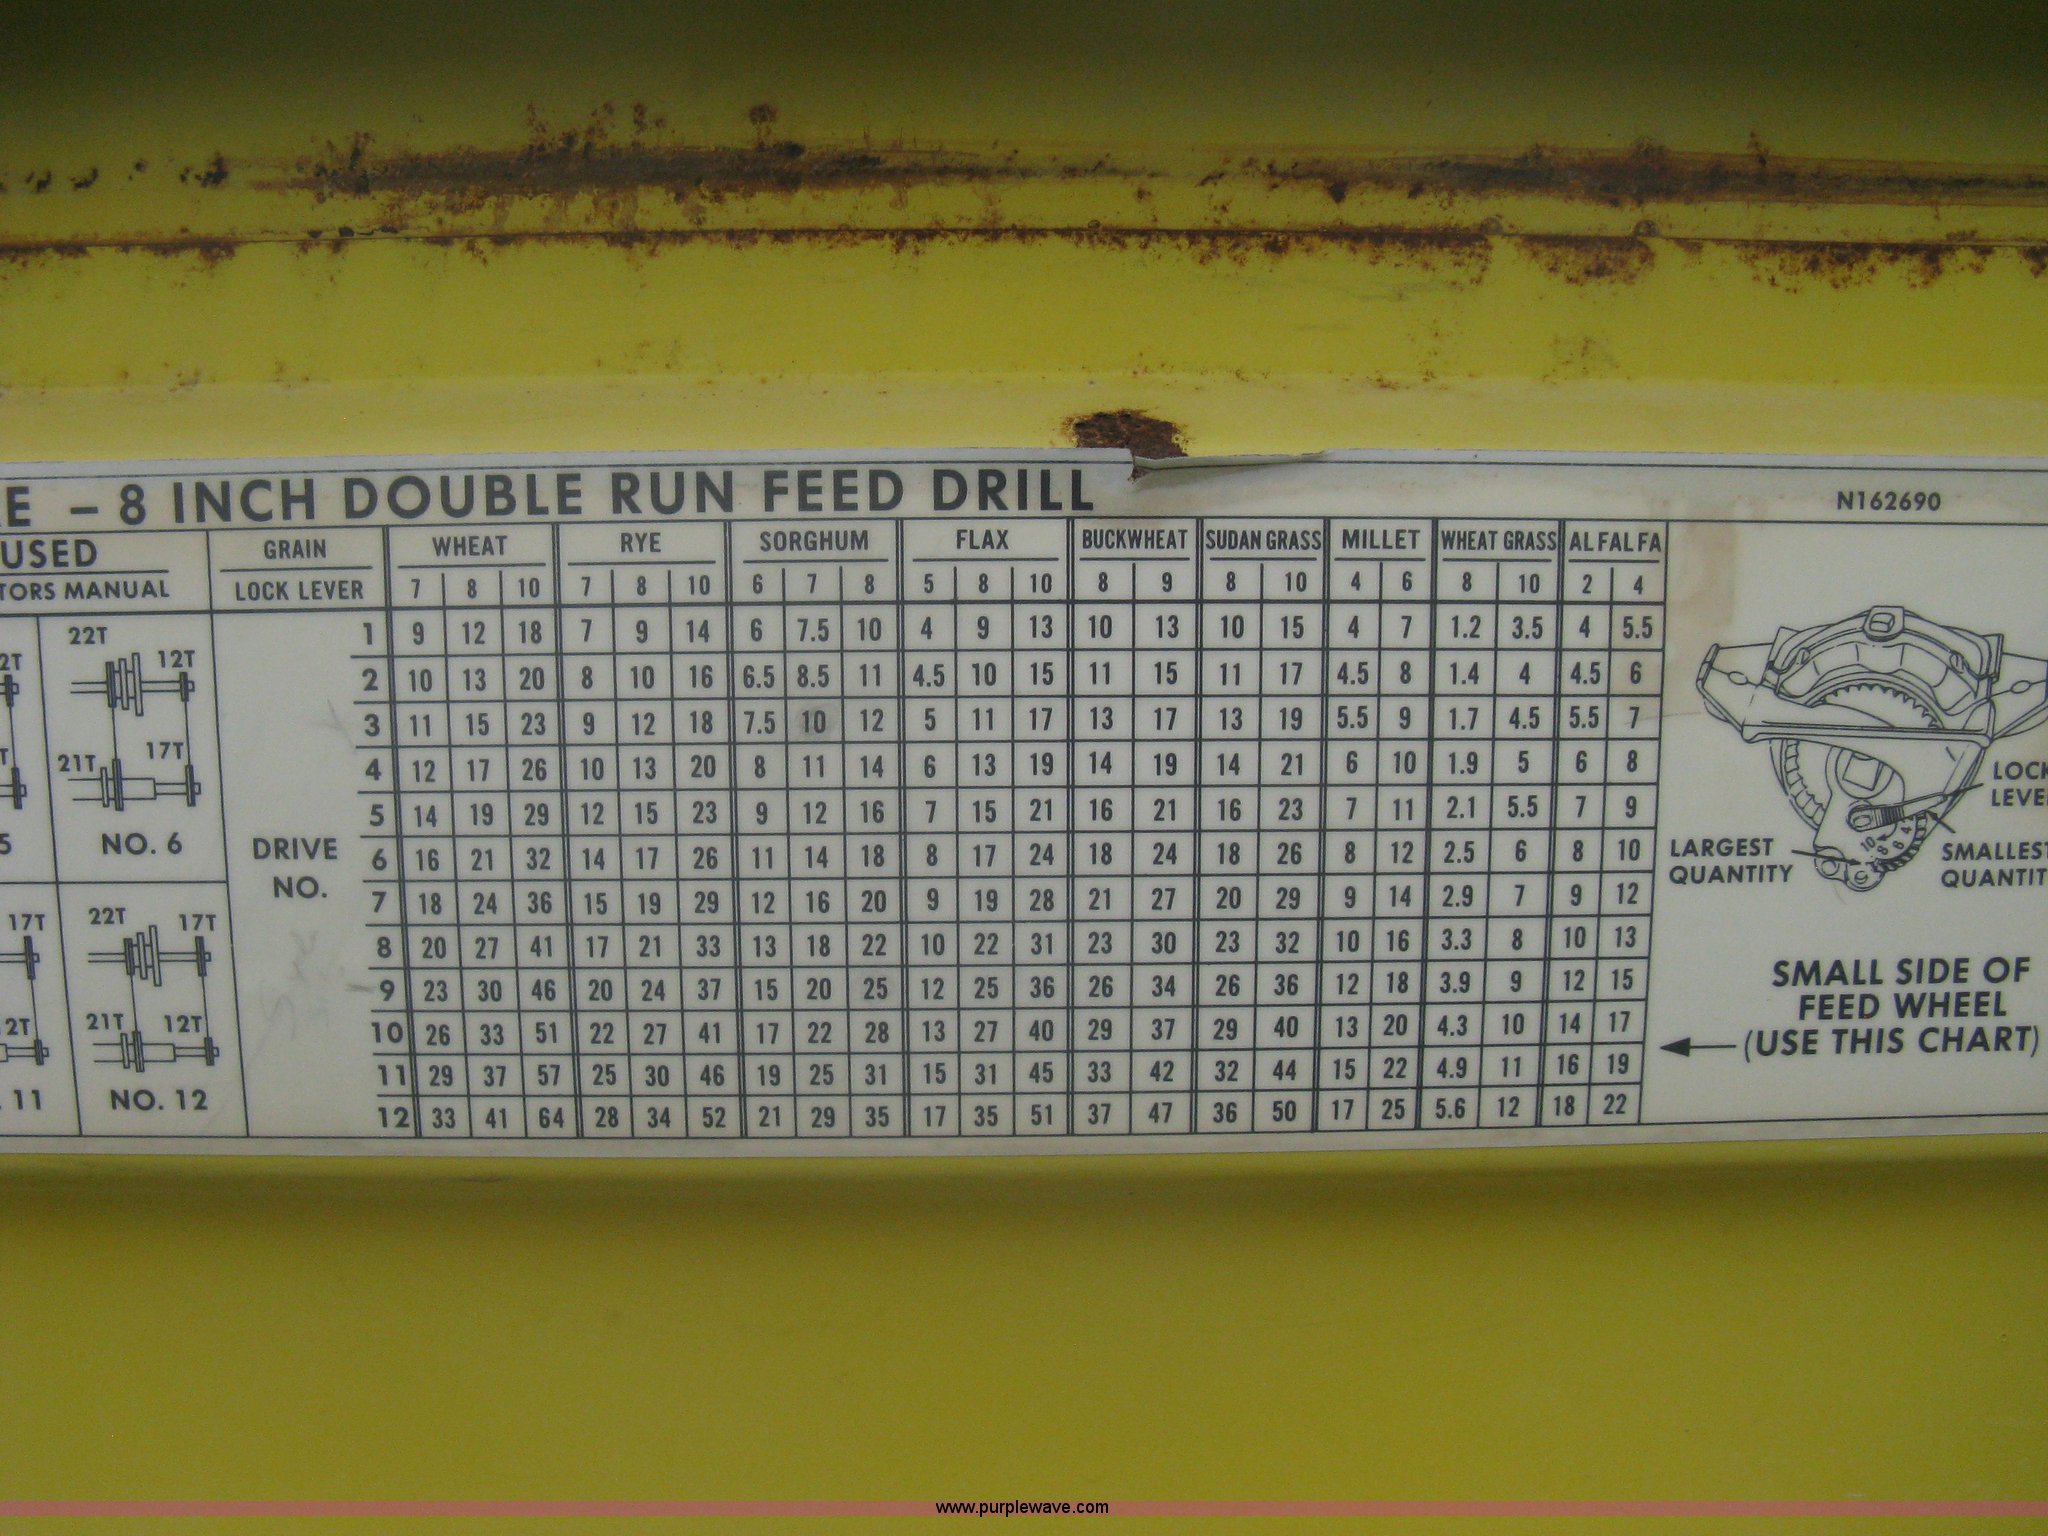 – 8 INCH DOUBLE RUN FEED DRILL
N162690
USED
MANUAL
GRAIN WHEAT RYE SORGHUM FLAX BUCKWHEAT SUDAN GRASS MILLET WHEAT GRASS ALFALFA
LOCK LEVER 7 8 10 7 8 10 6 7 8 5 8 10 8 9 8 10 4 6 8 10 2 4
1 9 12 18 7 9 14 6 7.5 10 4 9 13 10 13 10 15 4 7 1.2 3.5 4 5.5
2 10 13 20 8 10 16 6.5 8.5 11 4.5 10 15 11 15 11 17 4.5 8 1.4 4 4.5 6
3 11 15 23 9 12 18 7.5 10 12 5 11 17 13 17 13 19 5.5 9 1.7 4.5 5.5 7
4 12 17 26 10 13 20 8 11 14 6 13 19 14 19 14 21 6 10 1.9 5 6 8
5 14 19 29 12 15 23 9 12 16 7 15 21 16 21 16 23 7 11 2.1 5.5 7 9
6 16 21 32 14 17 26 11 14 18 8 17 24 18 24 18 26 8 12 2.5 6 8 10
7 18 24 36 15 19 29 12 16 20 9 19 28 21 27 20 29 9 14 2.9 7 9 12
8 20 27 41 17 21 33 13 18 22 10 22 31 23 30 23 32 10 16 3.3 8 10 13
9 23 30 46 20 24 37 15 20 25 12 25 36 26 34 26 36 12 18 3.9 9 12 15
10 26 33 51 22 27 41 17 22 28 13 27 40 29 37 29 40 13 20 4.3 10 14 17
11 29 37 57 25 30 46 19 25 31 15 31 45 33 42 32 44 15 22 4.9 11 16 19
12 33 41 64 28 34 52 21 29 35 17 35 51 37 47 36 50 17 25 5.6 12 18 22
DRIVE
NO.
22T
12T
21T
17T
NO. 6
17T
22T
17T
21T
12T
11
NO. 12
LARGEST
QUANTITY
SMALL SIDE OF
FEED WHEEL
(USE THIS CHART)
www.purplewave.com